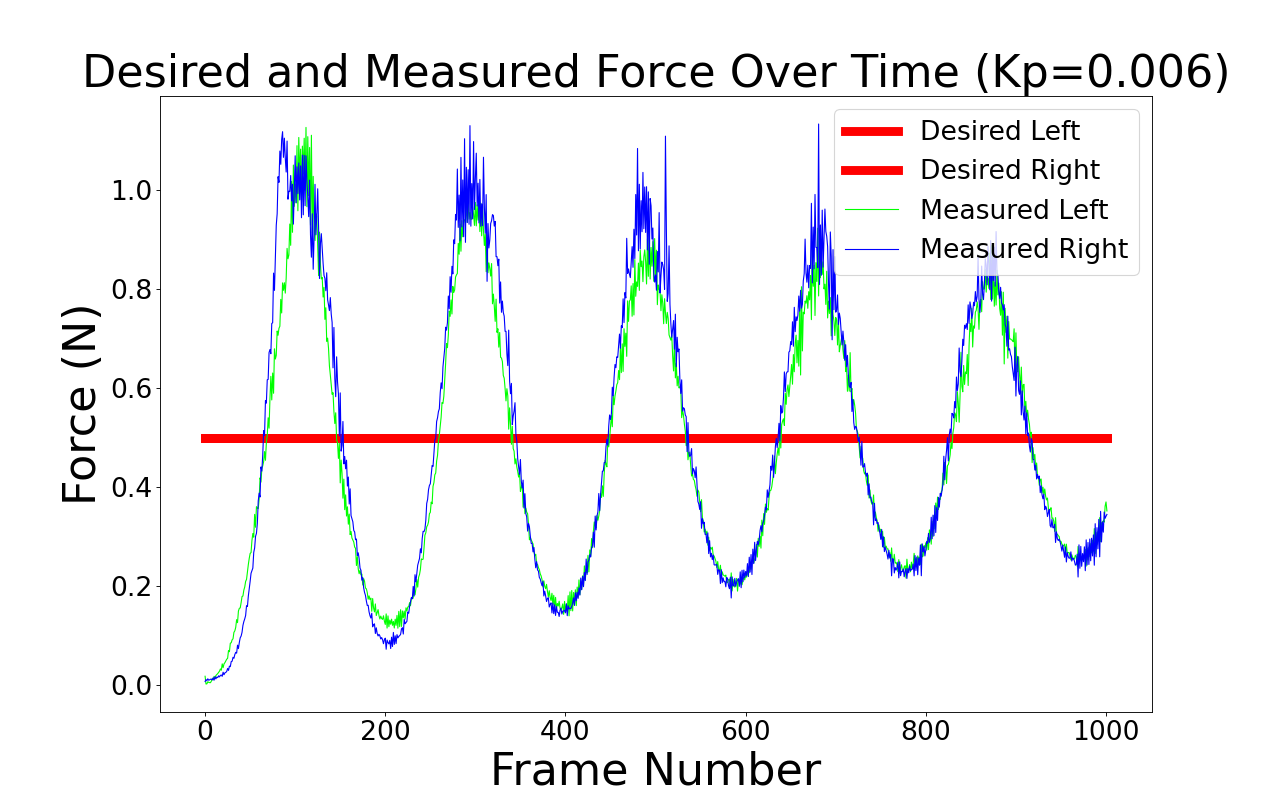 Desired and Measured Force Over Time (Kp=0.006)
Desired Left
Desired Right
Measured Left
Measured Right
Force (N)
1.0
0.8
0.6
0.4
0.2
0.0
0 200 400 600 800 1000
Frame Number